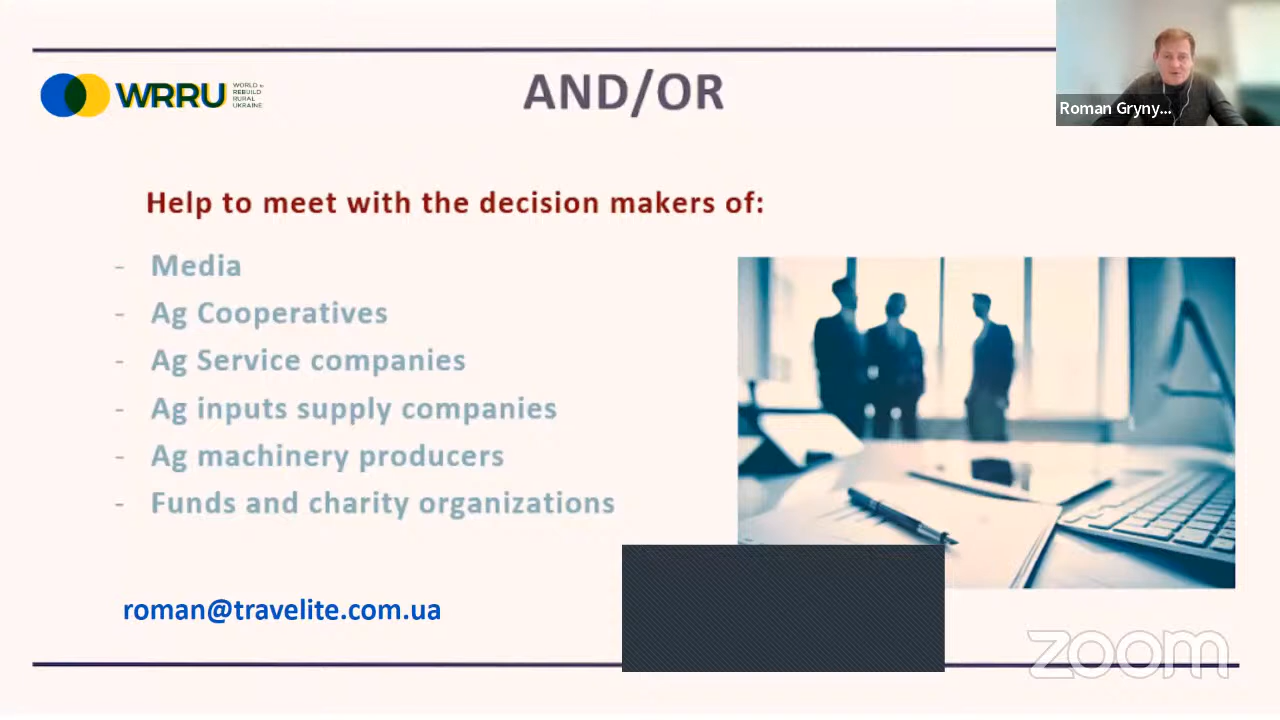 WRRU
WORLD to
REBUILD
RURAL
UKRAINE
AND/OR
Roman Gryny...
Help to meet with the decision makers of:
- Media
- Ag Cooperatives
- Ag Service companies
- Ag inputs supply companies
- Ag machinery producers
- Funds and charity organizations
roman@travelite.com.ua
zoom